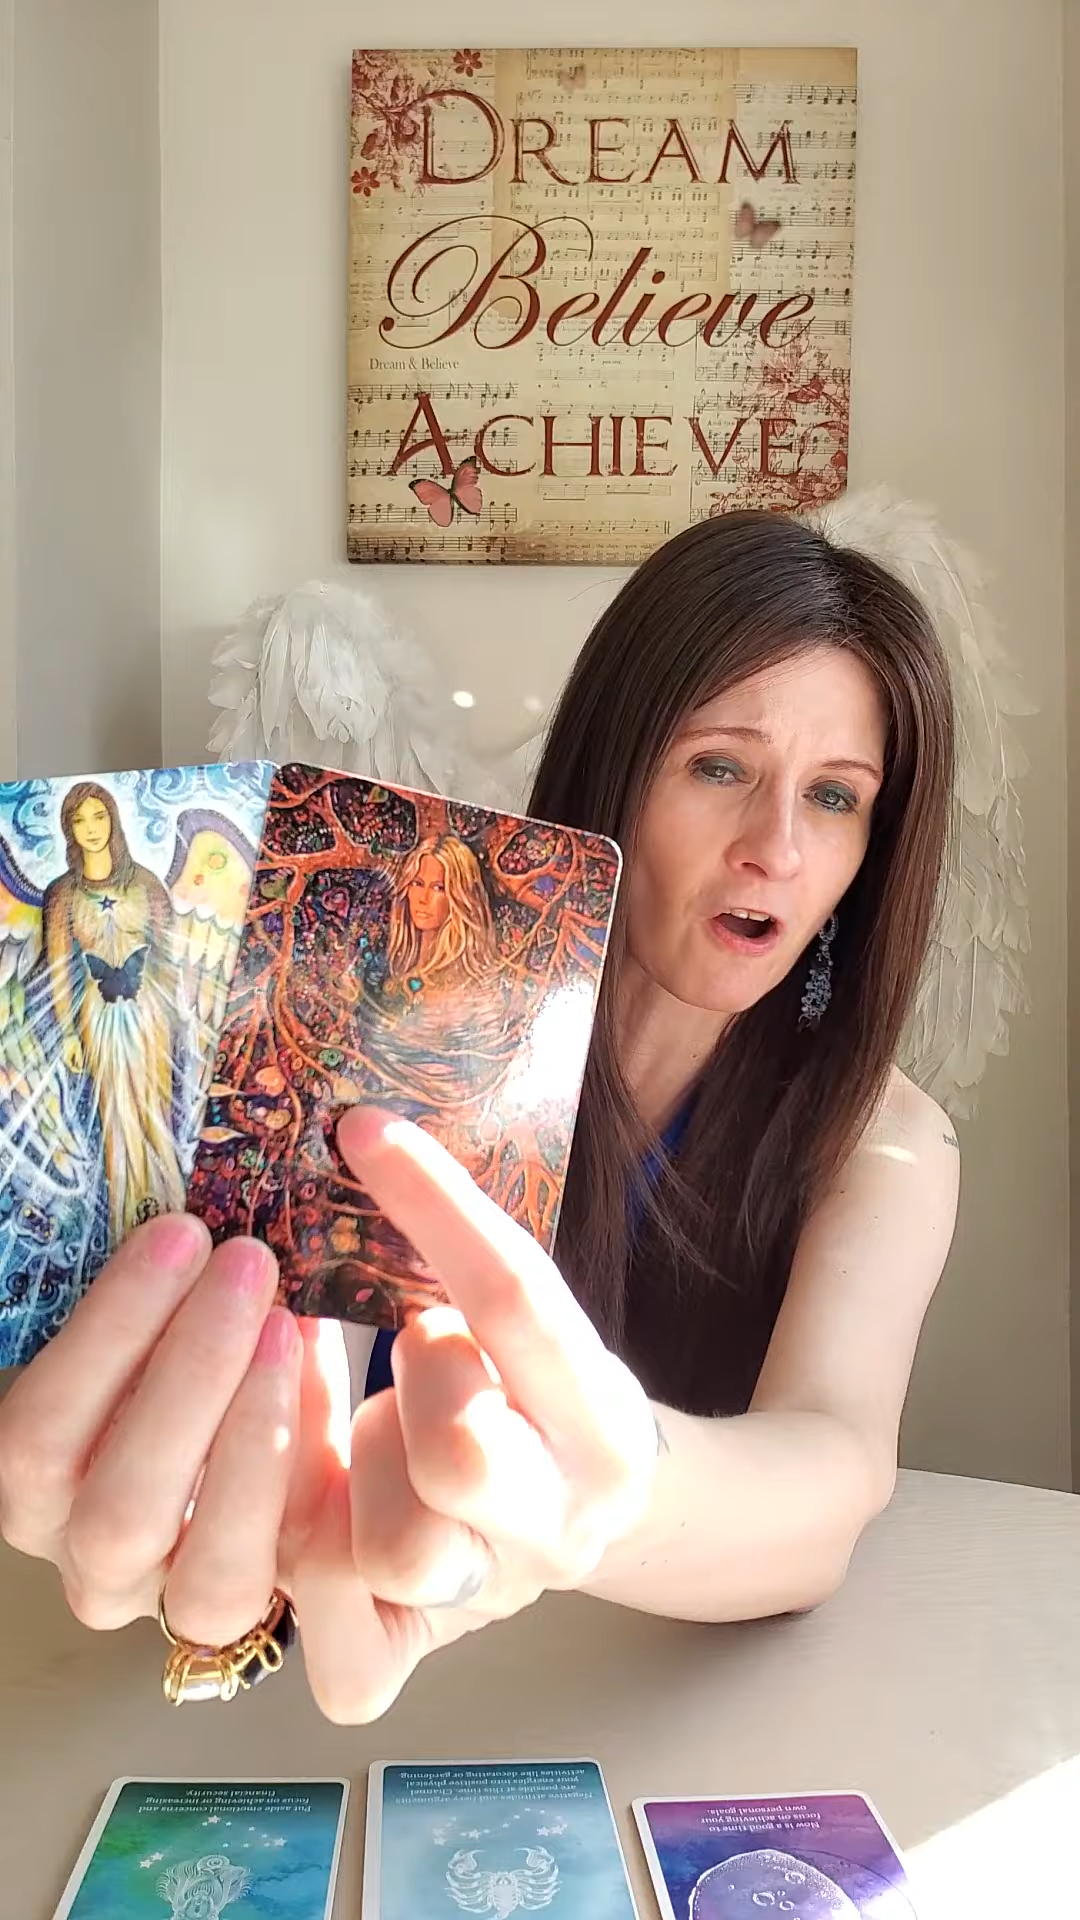 DREAM
Believe
Dream & Believe
ACHIEVE
Put aside emotional concerns and
focus on achieving or increasing
financial security.
Negative attitudes and fiery arguments
are possible at this time. Channel
your energies into positive physical
activities like decorating or gardening.
Now is a good time to
focus on achieving your
own personal goals.